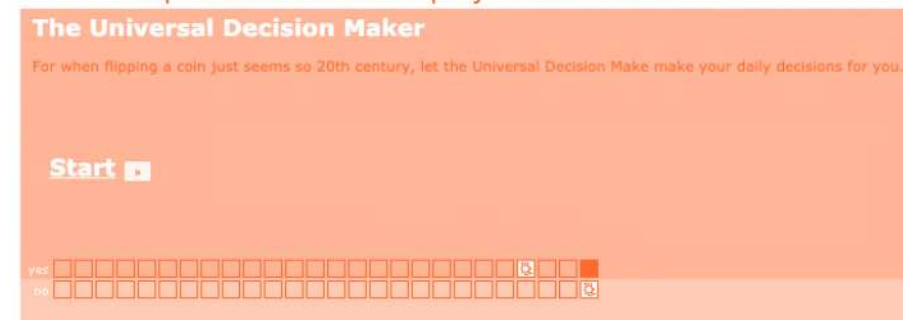 The Universal Decision Maker
For when flipping a coin just seems so 20th century, let the Universal Decision Make make your daily decisions for you.
Start
yes
no